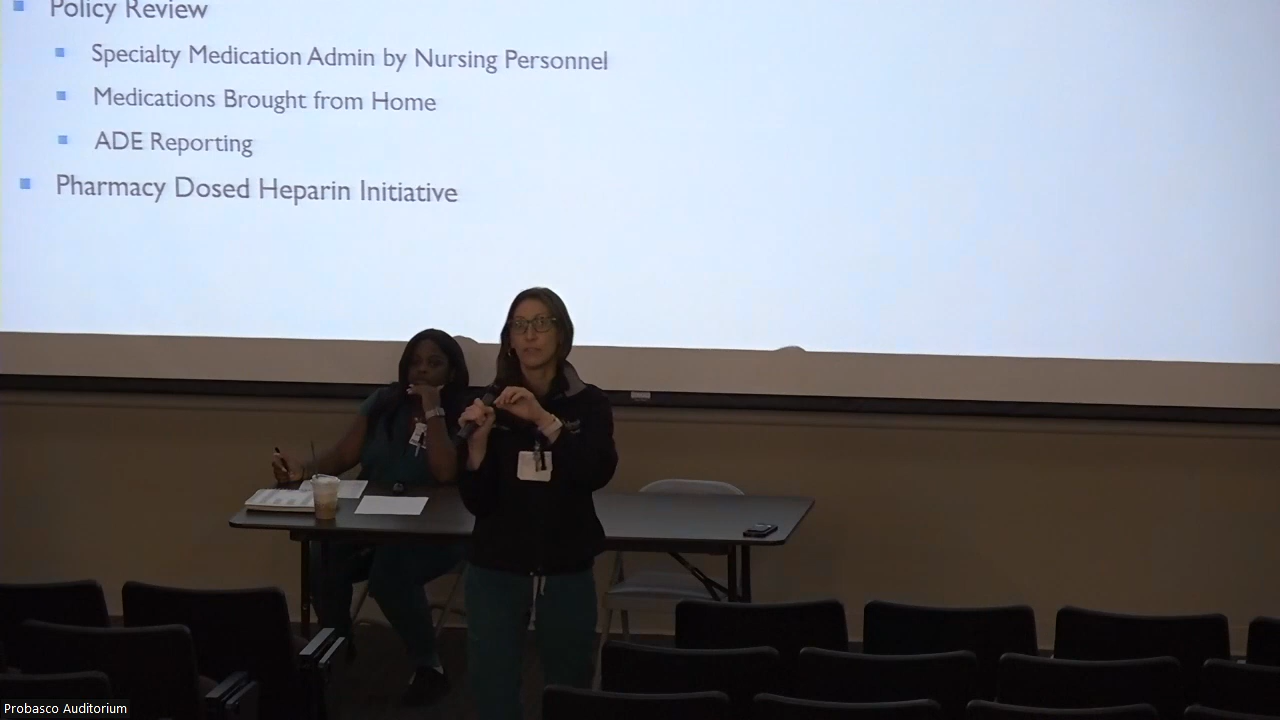 Policy Review
Specialty Medication Admin by Nursing Personnel
Medications Brought from Home
ADE Reporting
Pharmacy Dosed Heparin Initiative
Probasco Auditorium